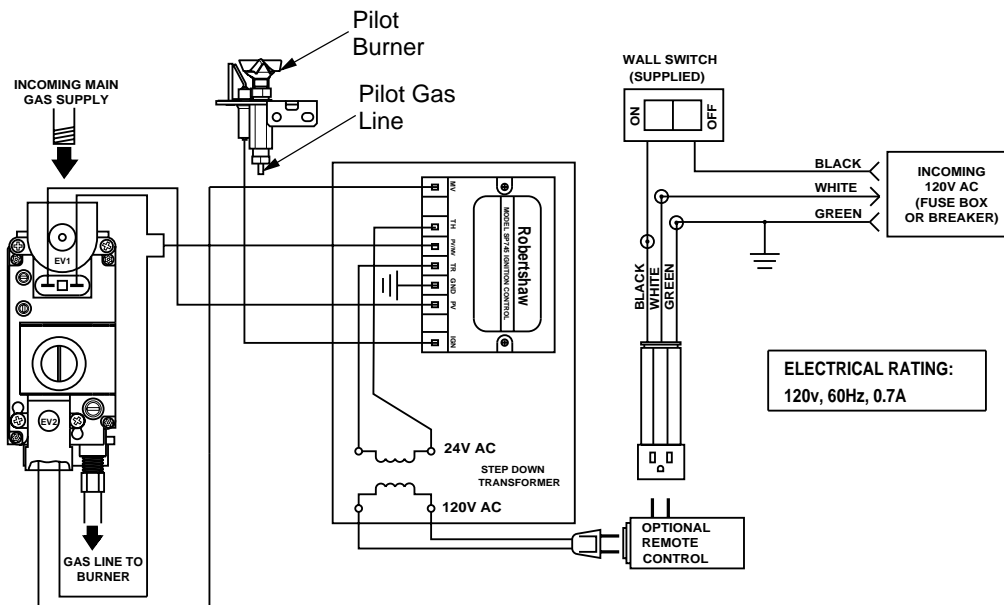 Pilot
Burner
Pilot Gas
Line
INCOMING MAIN
GAS SUPPLY
EV1
EV2
GAS LINE TO
BURNER
MV
TH
PV/MV
TR
GND
PV
IGN
Robertshaw
MODEL SP745 IGNITION CONTROL
24V AC
STEP DOWN
TRANSFORMER
120V AC
WALL SWITCH
(SUPPLIED)
ON
OFF
BLACK
WHITE
GREEN
INCOMING
120V AC
(FUSE BOX
OR BREAKER)
BLACK
WHITE
GREEN
ELECTRICAL RATING:
120v, 60Hz, 0.7A
OPTIONAL
REMOTE
CONTROL